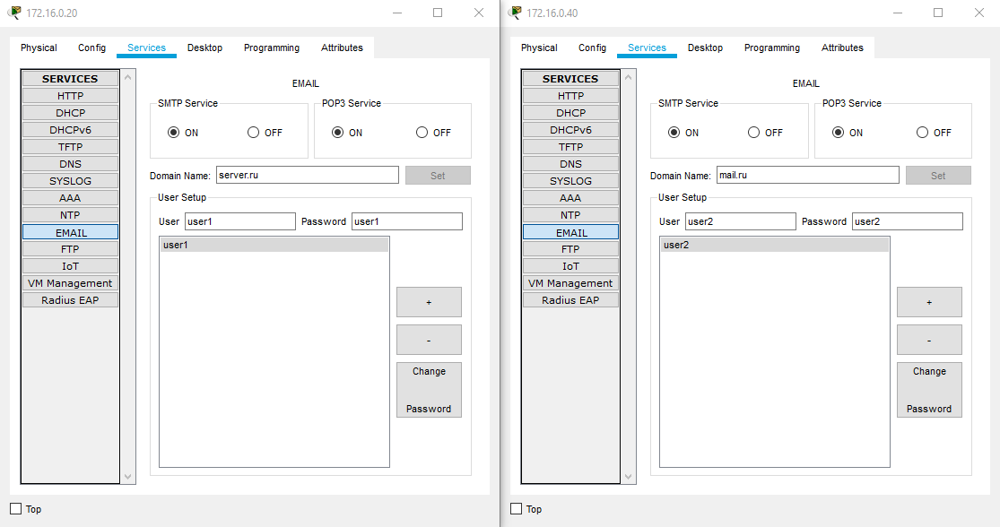 172.16.0.20
Physical Config Services Desktop Programming Attributes
SERVICES
HTTP
DHCP
DHCPv6
TFTP
DNS
SYSLOG
AAA
NTP
EMAIL
FTP
IoT
VM Management
Radius EAP
EMAIL
SMTP Service
ON OFF
POP3 Service
ON OFF
Domain Name: server.ru Set
User Setup
User user1 Password user1
user1
+
-
Change
Password
Top
172.16.0.40
Physical Config Services Desktop Programming Attributes
SERVICES
HTTP
DHCP
DHCPv6
TFTP
DNS
SYSLOG
AAA
NTP
EMAIL
FTP
IoT
VM Management
Radius EAP
EMAIL
SMTP Service
ON OFF
POP3 Service
ON OFF
Domain Name: mail.ru Set
User Setup
User user2 Password user2
user2
+
-
Change
Password
Top